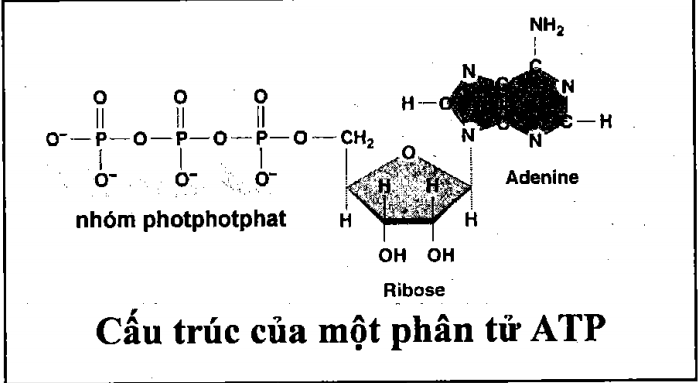 NH₂
N C C N
H—C C C C—H
N N
O O O
O⁻—P—O—P—O—P—O—CH₂
O⁻ O⁻ O⁻
O
Adenine
H H
nhóm photphotphat
H H
OH OH
Ribose
Cấu trúc của một phân tử ATP